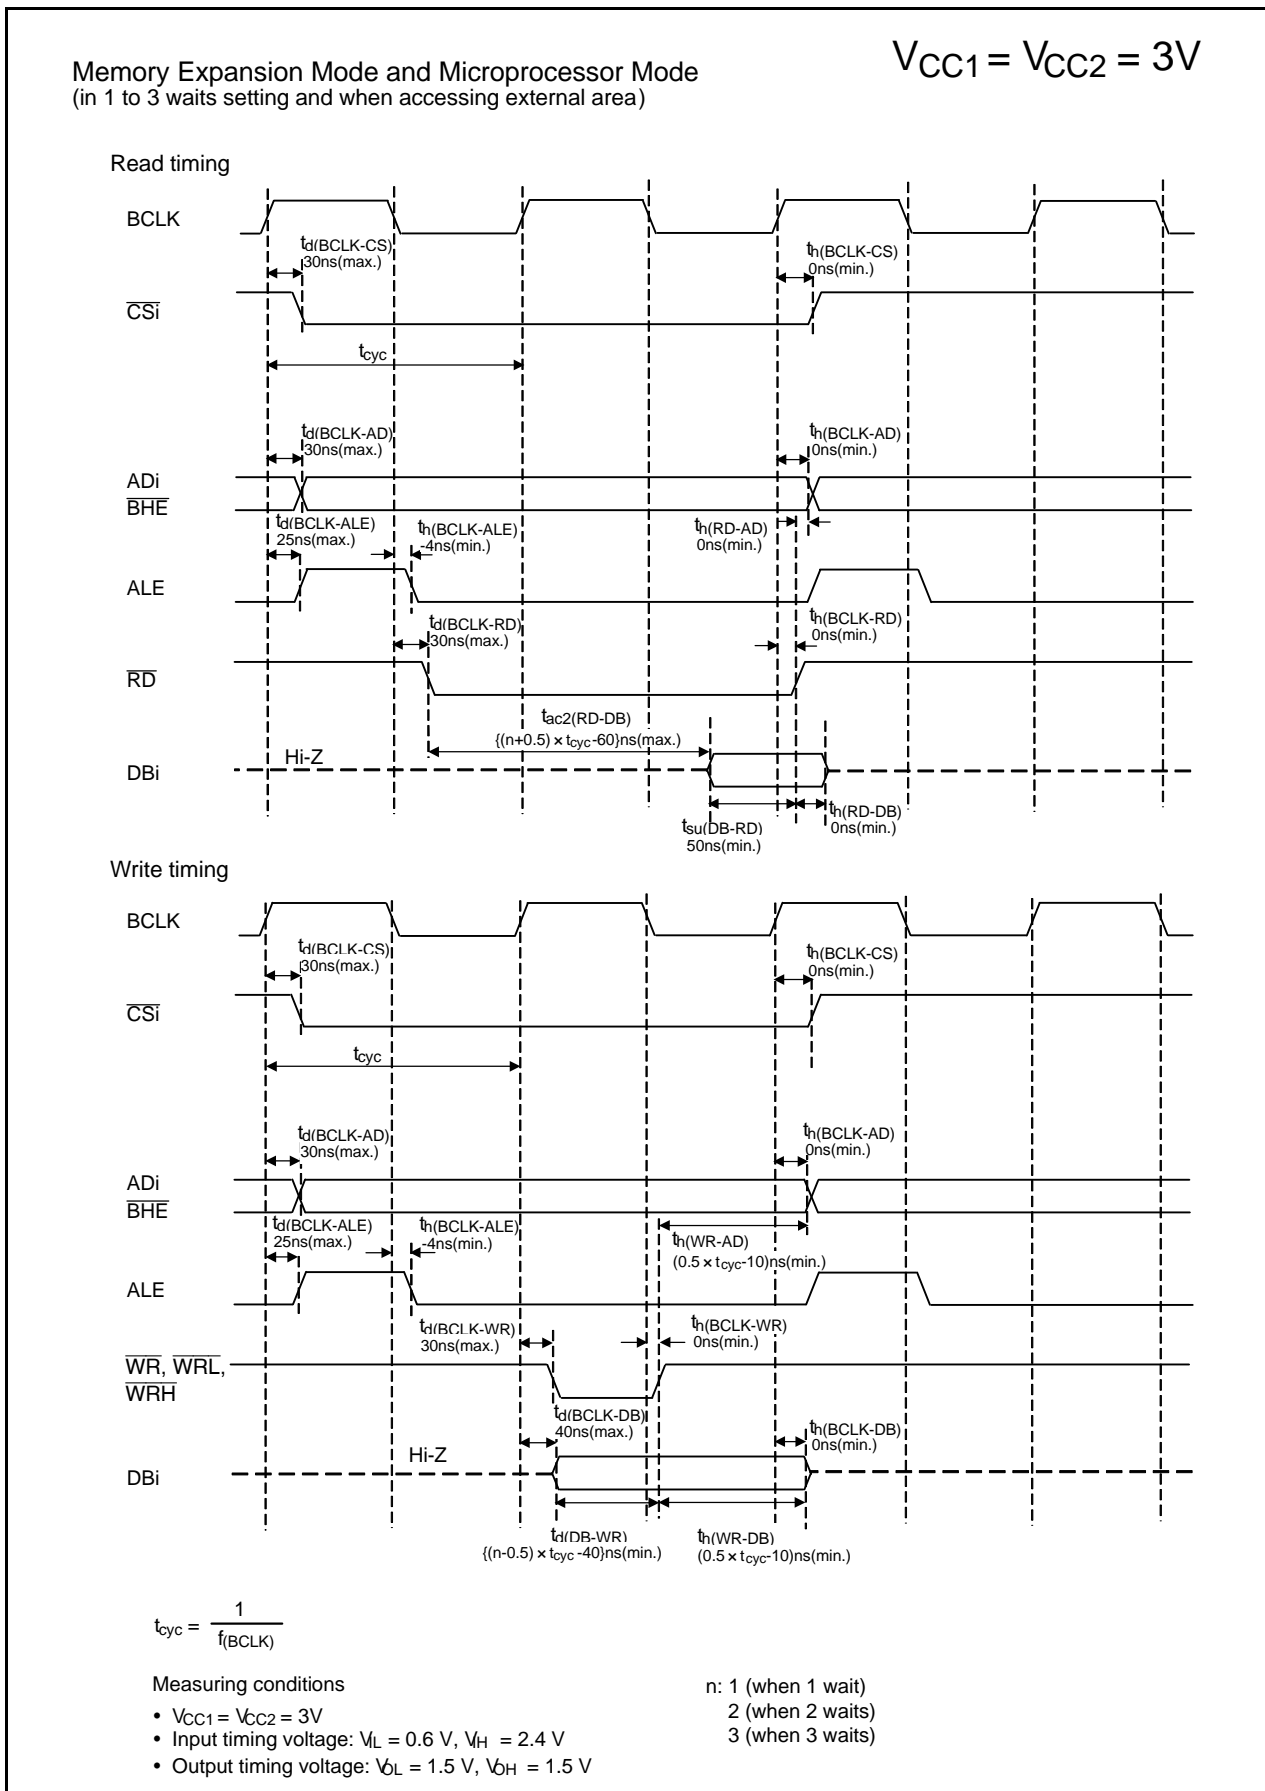 VCC1 = VCC2 = 3V
Memory Expansion Mode and Microprocessor Mode
(in 1 to 3 waits setting and when accessing external area)
Read timing
BCLK
td(BCLK-CS)
30ns(max.)
th(BCLK-CS)
0ns(min.)
CSi
tcyc
td(BCLK-AD)
30ns(max.)
th(BCLK-AD)
0ns(min.)
ADi
BHE
td(BCLK-ALE)
25ns(max.)
th(BCLK-ALE)
-4ns(min.)
th(RD-AD)
0ns(min.)
ALE
td(BCLK-RD)
30ns(max.)
th(BCLK-RD)
0ns(min.)
RD
tac2(RD-DB)
{(n+0.5) × tcyc-60}ns(max.)
Hi-Z
DBi
tsu(DB-RD)
50ns(min.)
th(RD-DB)
0ns(min.)
Write timing
BCLK
td(BCLK-CS)
30ns(max.)
th(BCLK-CS)
0ns(min.)
CSi
tcyc
td(BCLK-AD)
30ns(max.)
th(BCLK-AD)
0ns(min.)
ADi
BHE
td(BCLK-ALE)
25ns(max.)
th(BCLK-ALE)
-4ns(min.)
th(WR-AD)
(0.5 × tcyc-10)ns(min.)
ALE
td(BCLK-WR)
30ns(max.)
th(BCLK-WR)
0ns(min.)
WR, WRL,
WRH
td(BCLK-DB)
40ns(max.)
th(BCLK-DB)
0ns(min.)
Hi-Z
DBi
td(DB-WR)
{(n-0.5) × tcyc -40}ns(min.)
th(WR-DB)
(0.5 × tcyc-10)ns(min.)
tcyc = 1
f(BCLK)
Measuring conditions
• VCC1 = VCC2 = 3V
• Input timing voltage: VIL = 0.6 V, VIH = 2.4 V
• Output timing voltage: VOL = 1.5 V, VOH = 1.5 V
n: 1 (when 1 wait)
2 (when 2 waits)
3 (when 3 waits)